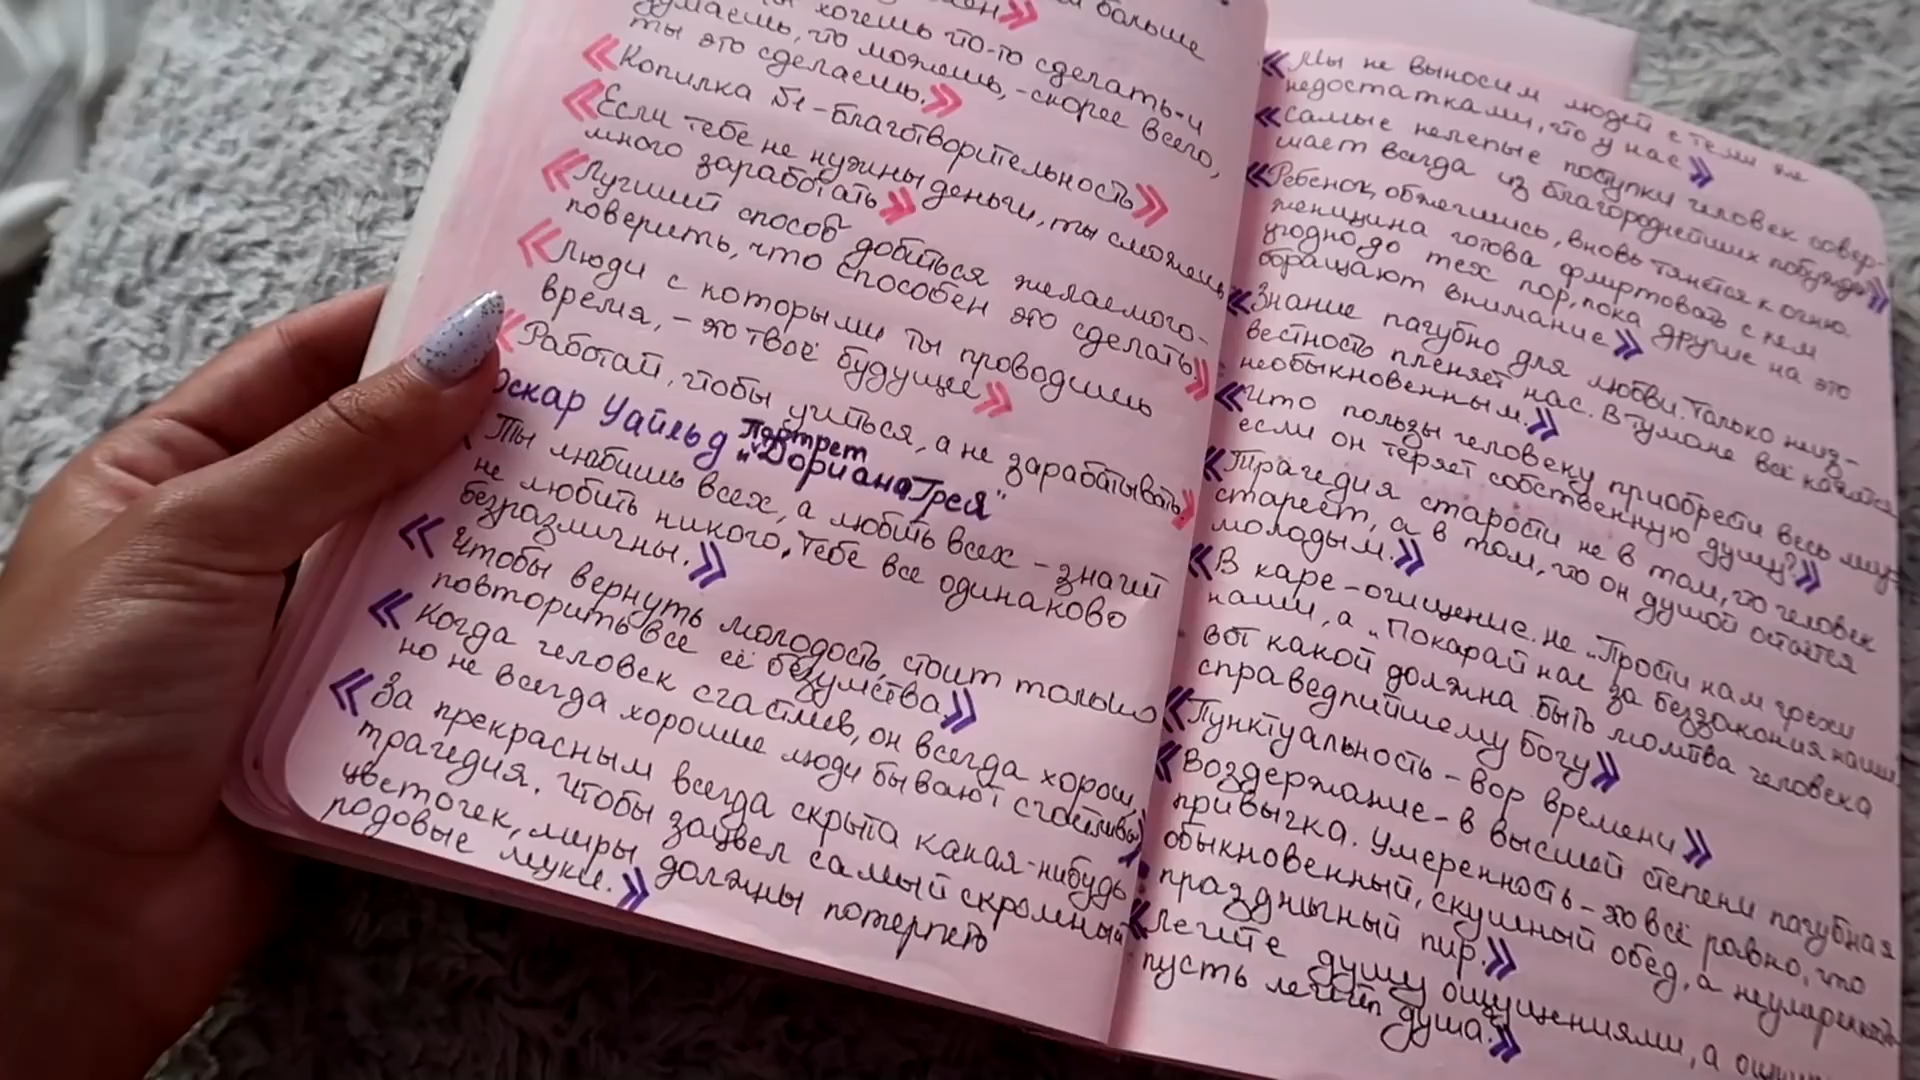 больше
хочешь что-то сделать-и
думаешь, что можешь, -скорее всего,
ты это сделаешь.»
«Копилка №1-благотворительность»
«Если тебе не нужны деньги, ты сможешь
много заработать»
«Лучший способ добиться желаемого-
поверить, что способен это сделать»
«Люди с которыми ты проводишь
время, - это твоё будущее»
«Работай, чтобы учиться, а не зарабатывать»
Оскар Уайльд „Портрет
Дориана Грея"
Ты любишь всех, а любить всех - значит
не любить никого. Тебе все одинаково
безразличны.»
«Чтобы вернуть молодость, стоит только
повторить все её безумства»
«Когда человек счастлив, он всегда хорош,
но не всегда хорошие люди бывают счастливы»
«За прекрасным всегда скрыта какая-нибудь
трагедия. Чтобы зацвел самый скромный
цветочек, миры должны потерпеть
родовые муки.»
«Мы не выносим людей с теми же
недостатками, что у нас»
«Самые нелепые поступки человек совер-
шает всегда из благороднейших побужд»
«Ребенок, обжегшись, вновь тянется к огню.
женщина готова флиртовать с кем
угодно до тех пор, пока другие на это
обращают внимание»
«Знание пагубно для любви. Только неиз-
вестность пленяет нас. В тумане все кажется
необыкновенным.»
«Что пользы человеку приобрести весь мир,
если он теряет собственную душу?»
«Трагедия старости не в том, что человек
стареет, а в том, что он душой остаётся
молодым.»
«В каре-очищение. не „Прости нам грехи
наши, а „Покарай нас за беззакония наши
вот какой должна быть молитва человека
справедлийшему Богу»
«Пунктуальность - вор времени»
«Воздержание - в высшей степени пагубная
привычка. Умеренность - это всё равно, что
обыкновенный, скушный обед, а неумеренность-
праздничный пир.»
«Лечите душу ощущениями, а ощущ
пусть лечит душа.»